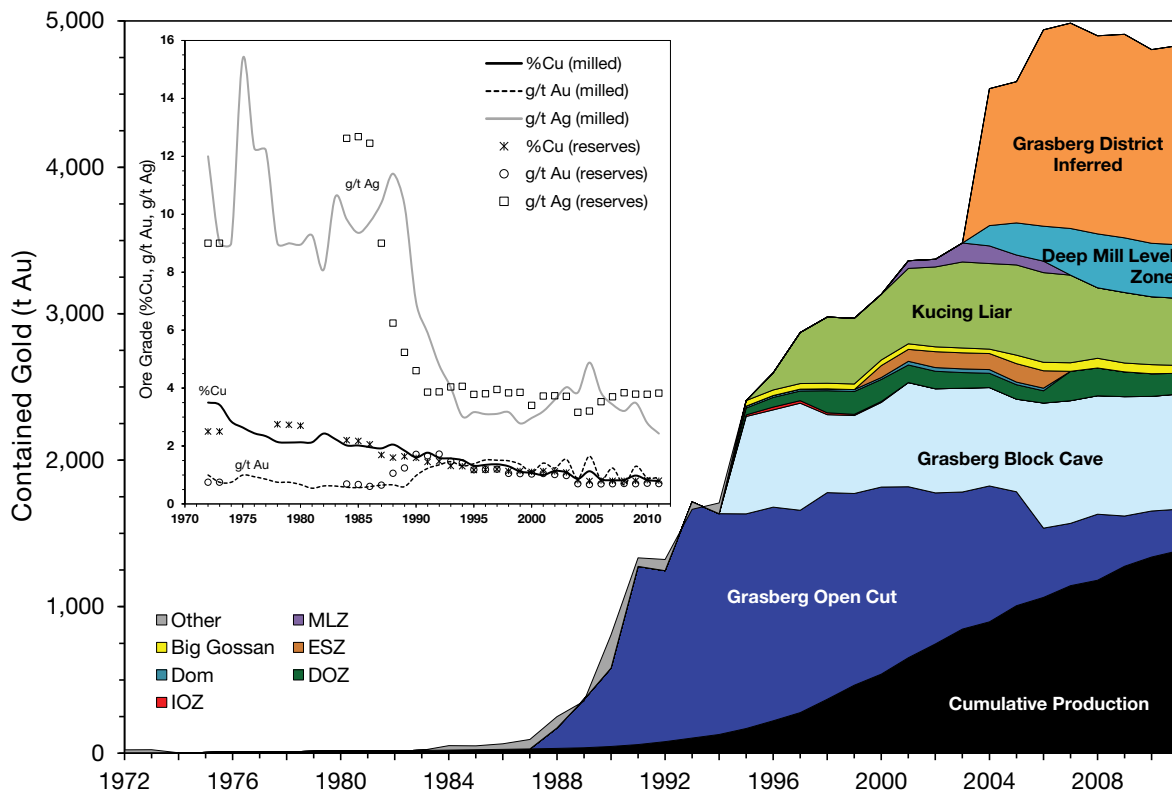 5,000
4,000
3,000
2,000
1,000
0
Contained Gold (t Au)
1972
1976
1980
1984
1988
1992
1996
2000
2004
2008
16
14
12
10
8
6
4
2
0
Ore Grade (%Cu, g/t Au, g/t Ag)
1970
1975
1980
1985
1990
1995
2000
2005
2010
%Cu (milled)
g/t Au (milled)
g/t Ag (milled)
%Cu (reserves)
g/t Au (reserves)
g/t Ag (reserves)
g/t Ag
%Cu
g/t Au
Grasberg District
Inferred
Deep Mill Level
Zone
Kucing Liar
Grasberg Block Cave
Grasberg Open Cut
Cumulative Production
Other
Big Gossan
Dom
IOZ
MLZ
ESZ
DOZ